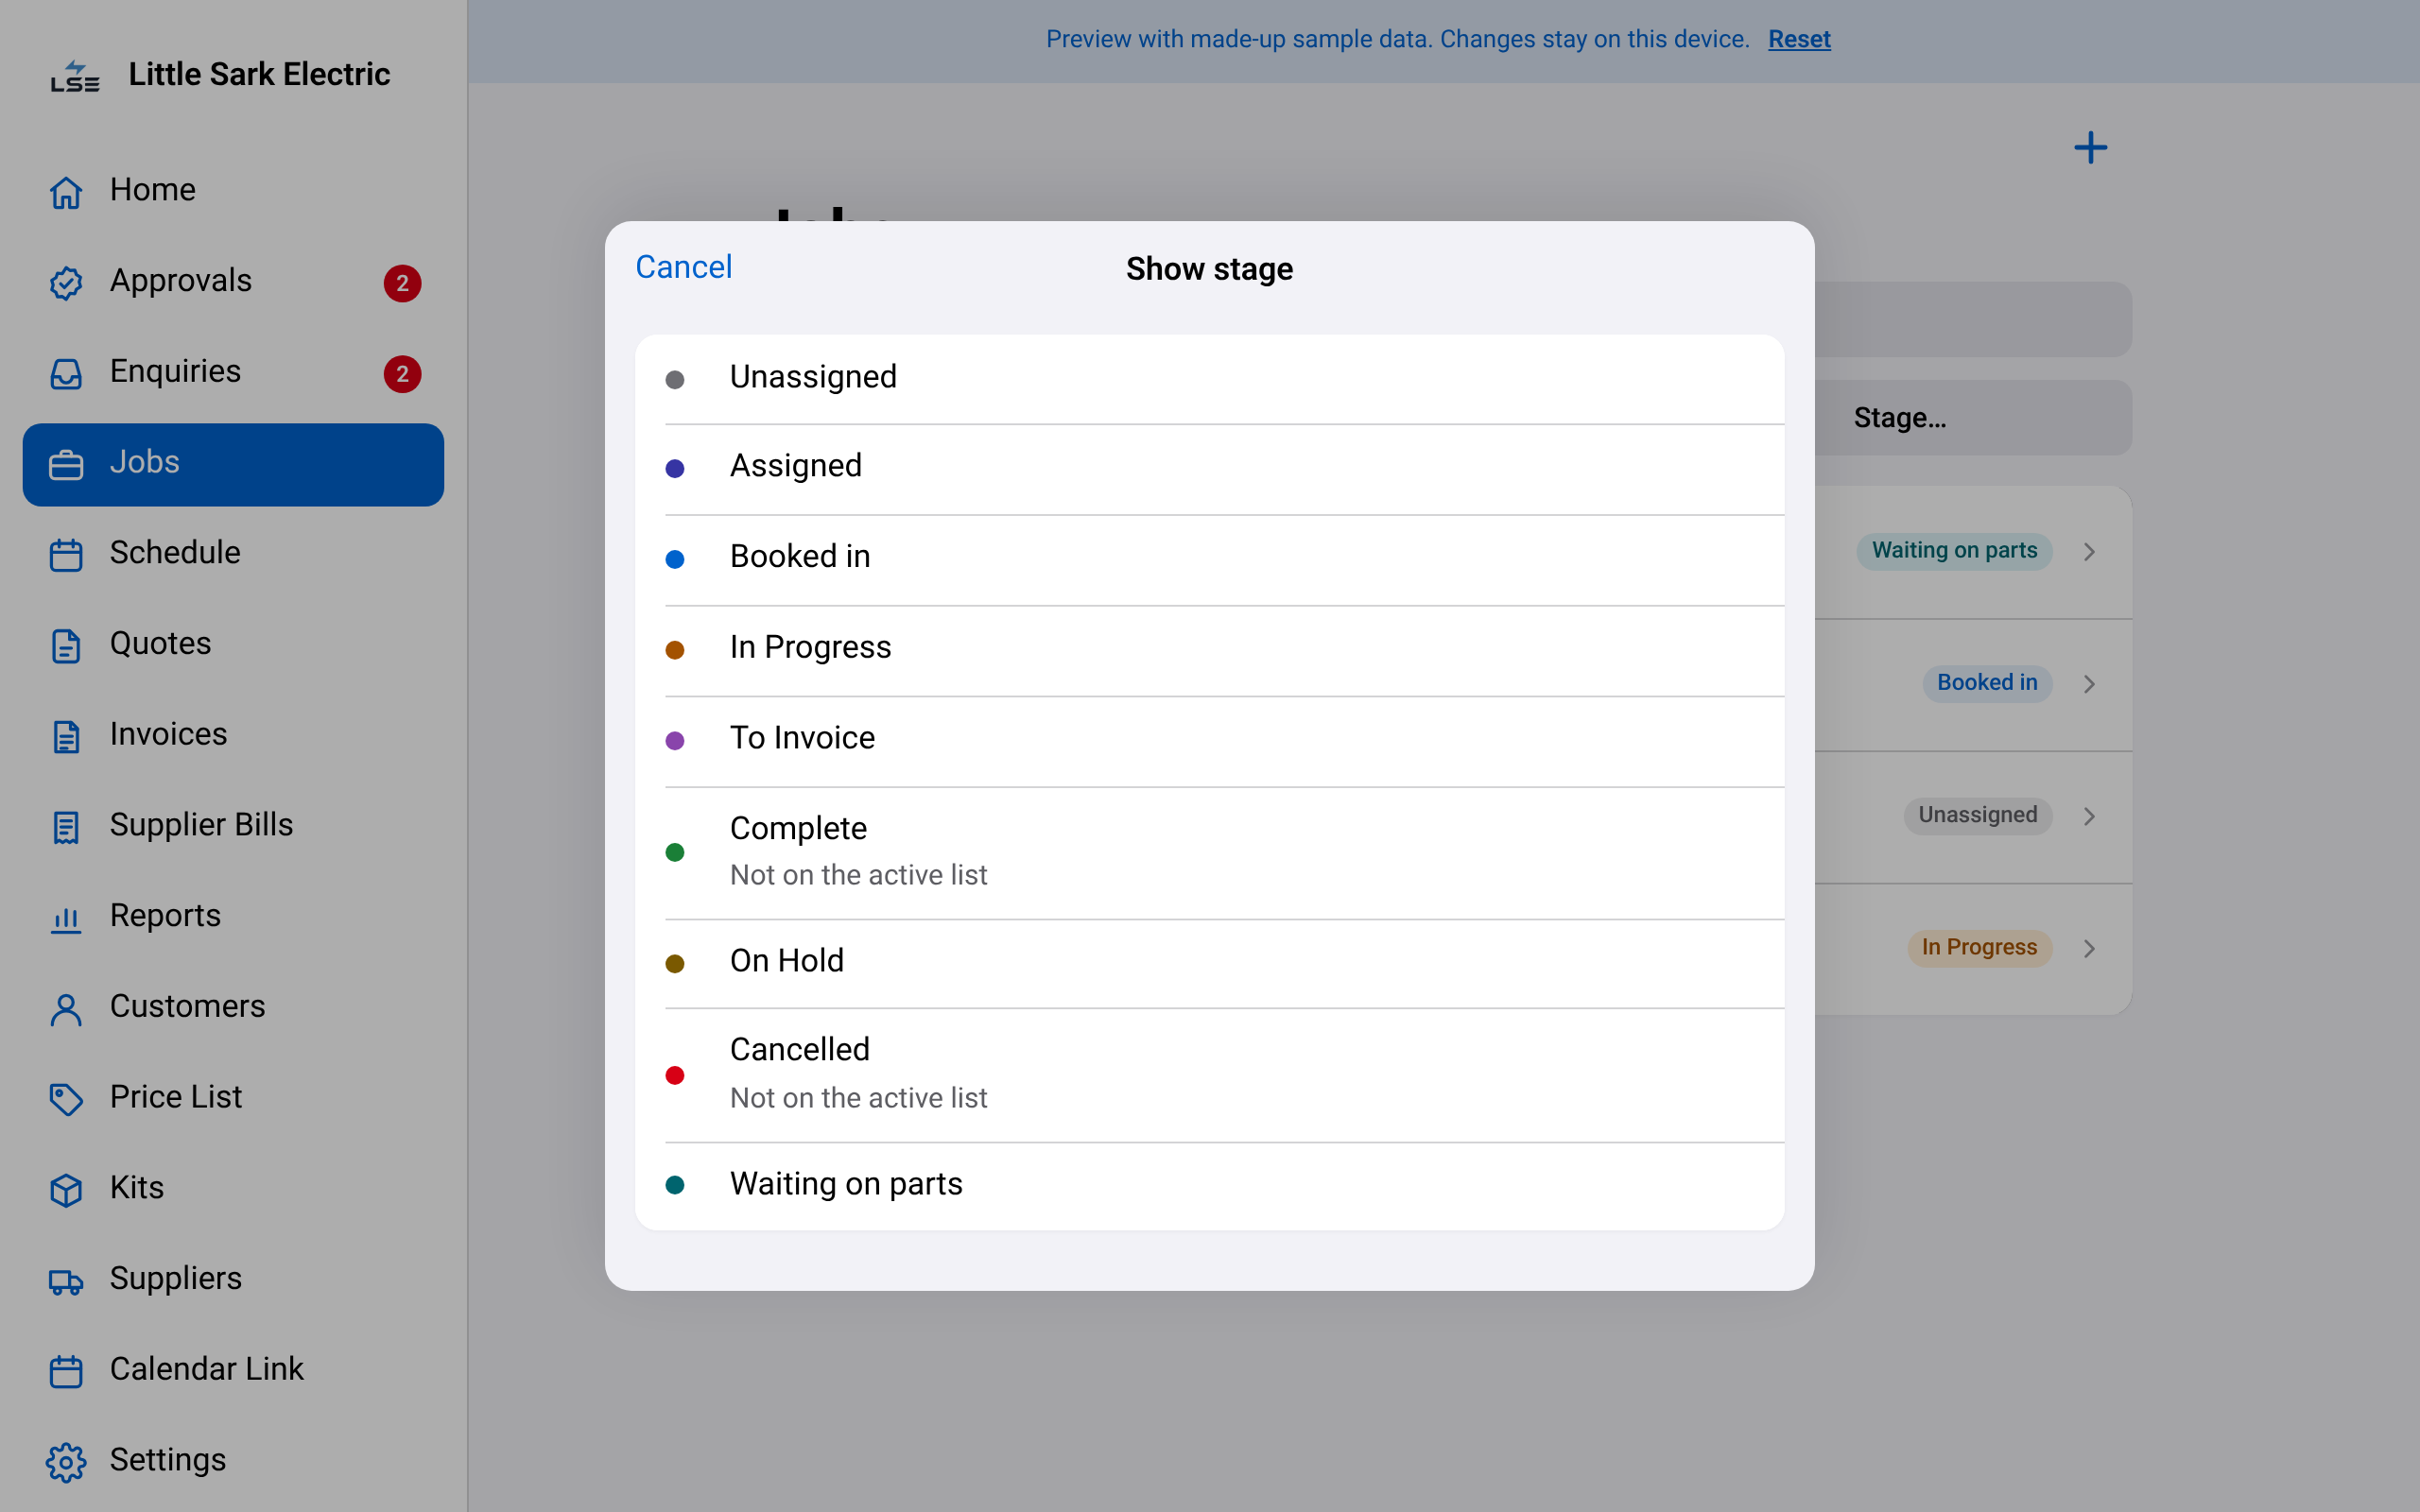 Preview with made-up sample data. Changes stay on this device. Reset
LSE Little Sark Electric
Home
Approvals 2
Enquiries 2
Jobs
Schedule
Quotes
Invoices
Supplier Bills
Reports
Customers
Price List
Kits
Suppliers
Calendar Link
Settings
Cancel
Show stage
Unassigned
Assigned
Booked in
In Progress
To Invoice
Complete
Not on the active list
On Hold
Cancelled
Not on the active list
Waiting on parts
Stage...
Waiting on parts
Booked in
Unassigned
In Progress